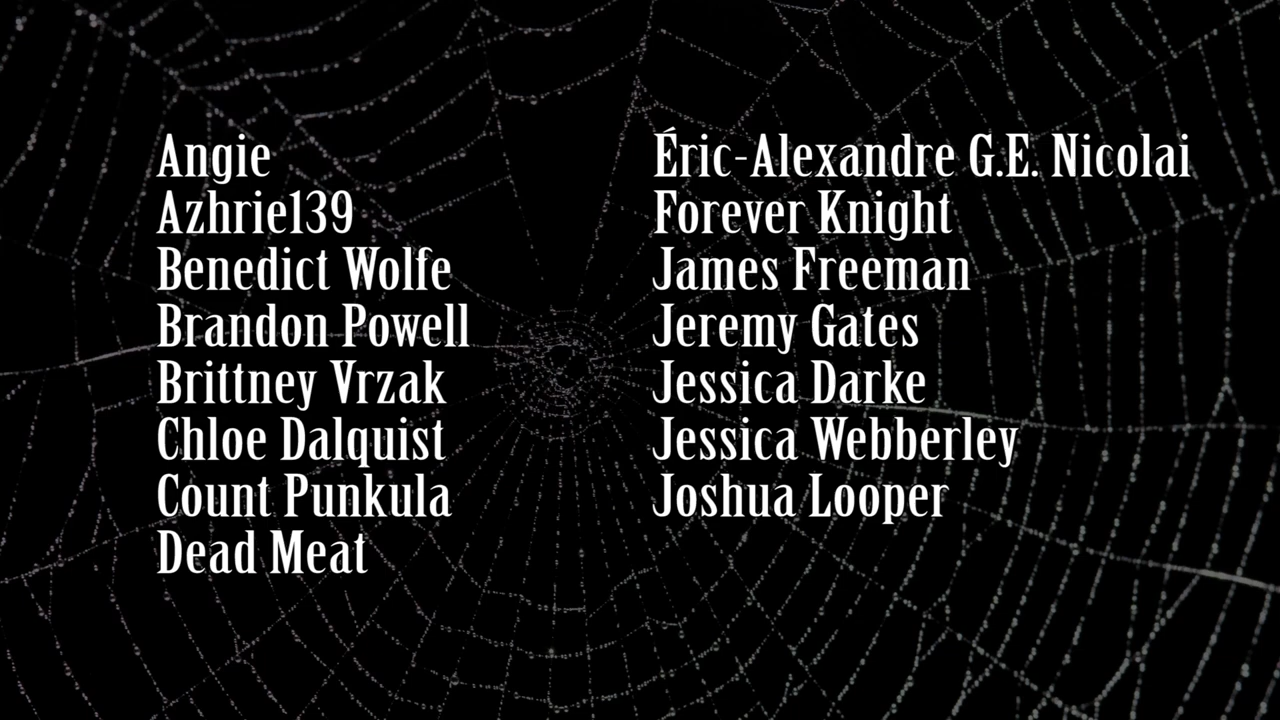 Angie
Azhrie139
Benedict Wolfe
Brandon Powell
Brittney Vrzak
Chloe Dalquist
Count Punkula
Dead Meat
Éric-Alexandre G.E. Nicolai
Forever Knight
James Freeman
Jeremy Gates
Jessica Darke
Jessica Webberley
Joshua Looper